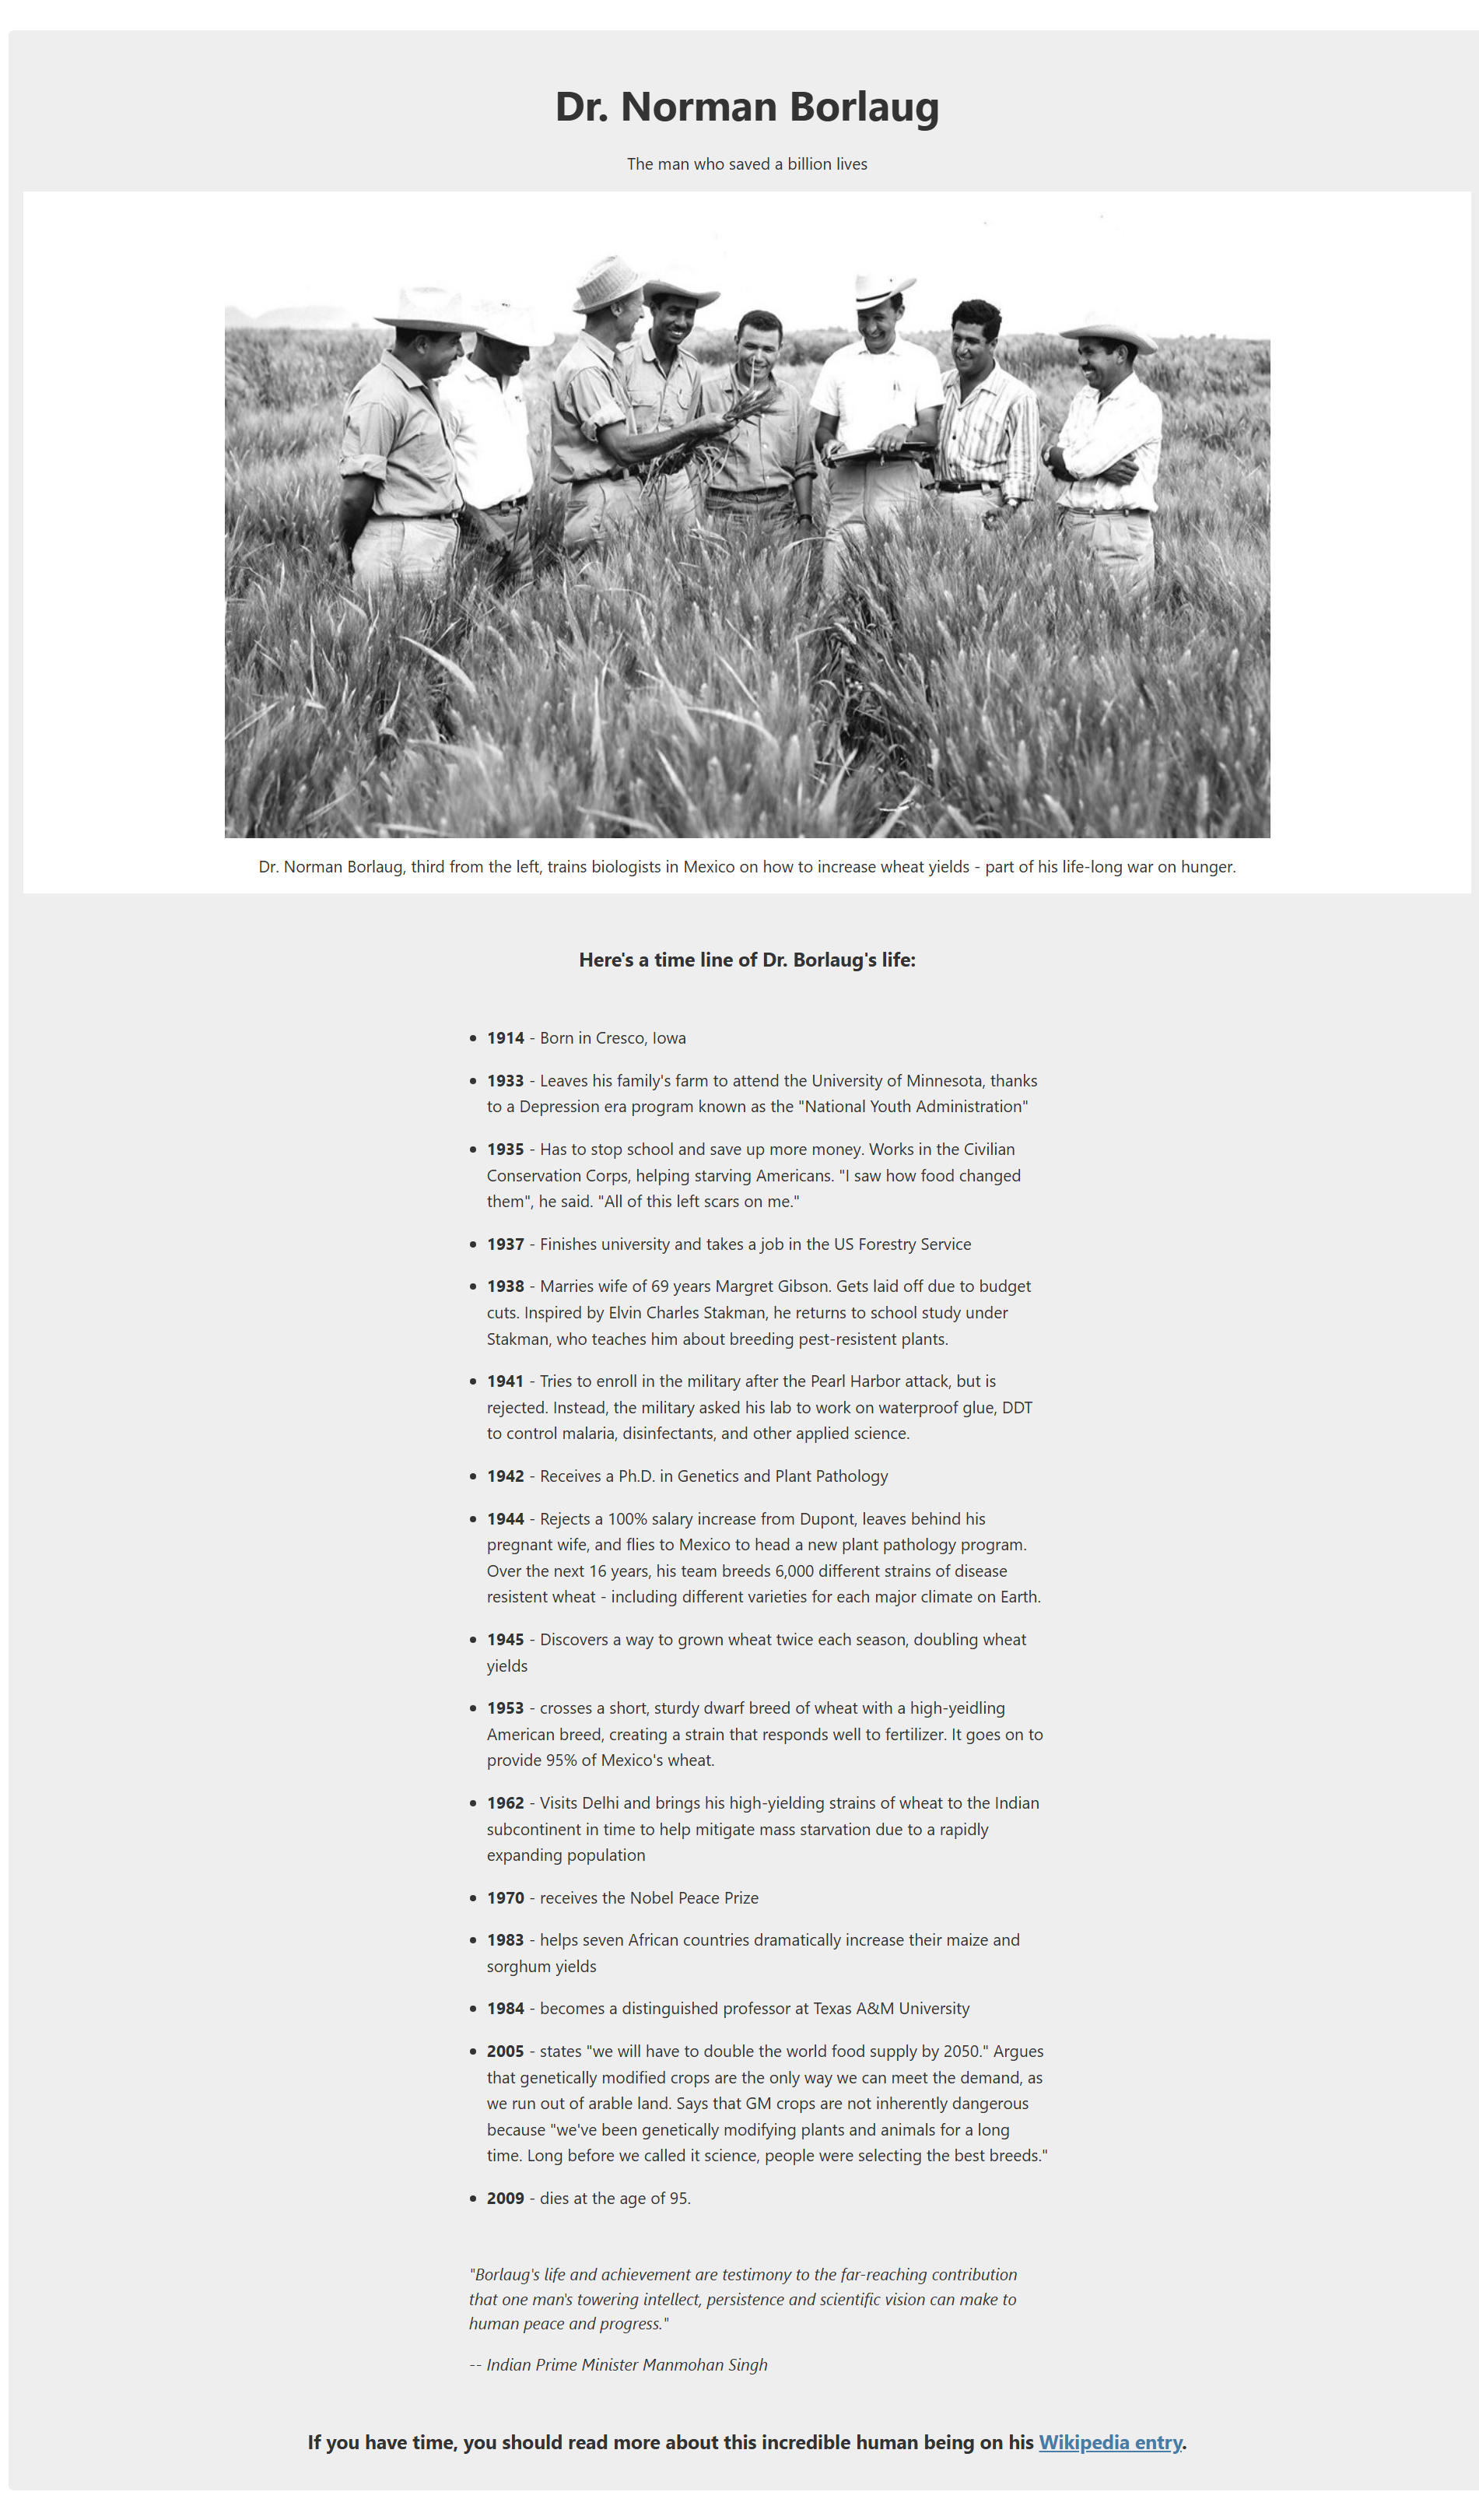 Dr. Norman Borlaug
The man who saved a billion lives
Dr. Norman Borlaug, third from the left, trains biologists in Mexico on how to increase wheat yields - part of his life-long war on hunger.
Here's a time line of Dr. Borlaug's life:
• 1914 - Born in Cresco, Iowa
• 1933 - Leaves his family's farm to attend the University of Minnesota, thanks
to a Depression era program known as the "National Youth Administration"
• 1935 - Has to stop school and save up more money. Works in the Civilian
Conservation Corps, helping starving Americans. "I saw how food changed
them", he said. "All of this left scars on me."
• 1937 - Finishes university and takes a job in the US Forestry Service
• 1938 - Marries wife of 69 years Margret Gibson. Gets laid off due to budget
cuts. Inspired by Elvin Charles Stakman, he returns to school study under
Stakman, who teaches him about breeding pest-resistent plants.
• 1941 - Tries to enroll in the military after the Pearl Harbor attack, but is
rejected. Instead, the military asked his lab to work on waterproof glue, DDT
to control malaria, disinfectants, and other applied science.
• 1942 - Receives a Ph.D. in Genetics and Plant Pathology
• 1944 - Rejects a 100% salary increase from Dupont, leaves behind his
pregnant wife, and flies to Mexico to head a new plant pathology program.
Over the next 16 years, his team breeds 6,000 different strains of disease
resistent wheat - including different varieties for each major climate on Earth.
• 1945 - Discovers a way to grown wheat twice each season, doubling wheat
yields
• 1953 - crosses a short, sturdy dwarf breed of wheat with a high-yeidling
American breed, creating a strain that responds well to fertilizer. It goes on to
provide 95% of Mexico's wheat.
• 1962 - Visits Delhi and brings his high-yielding strains of wheat to the Indian
subcontinent in time to help mitigate mass starvation due to a rapidly
expanding population
• 1970 - receives the Nobel Peace Prize
• 1983 - helps seven African countries dramatically increase their maize and
sorghum yields
• 1984 - becomes a distinguished professor at Texas A&M University
• 2005 - states "we will have to double the world food supply by 2050." Argues
that genetically modified crops are the only way we can meet the demand, as
we run out of arable land. Says that GM crops are not inherently dangerous
because "we've been genetically modifying plants and animals for a long
time. Long before we called it science, people were selecting the best breeds."
• 2009 - dies at the age of 95.
"Borlaug's life and achievement are testimony to the far-reaching contribution
that one man's towering intellect, persistence and scientific vision can make to
human peace and progress."
-- Indian Prime Minister Manmohan Singh
If you have time, you should read more about this incredible human being on his Wikipedia entry.